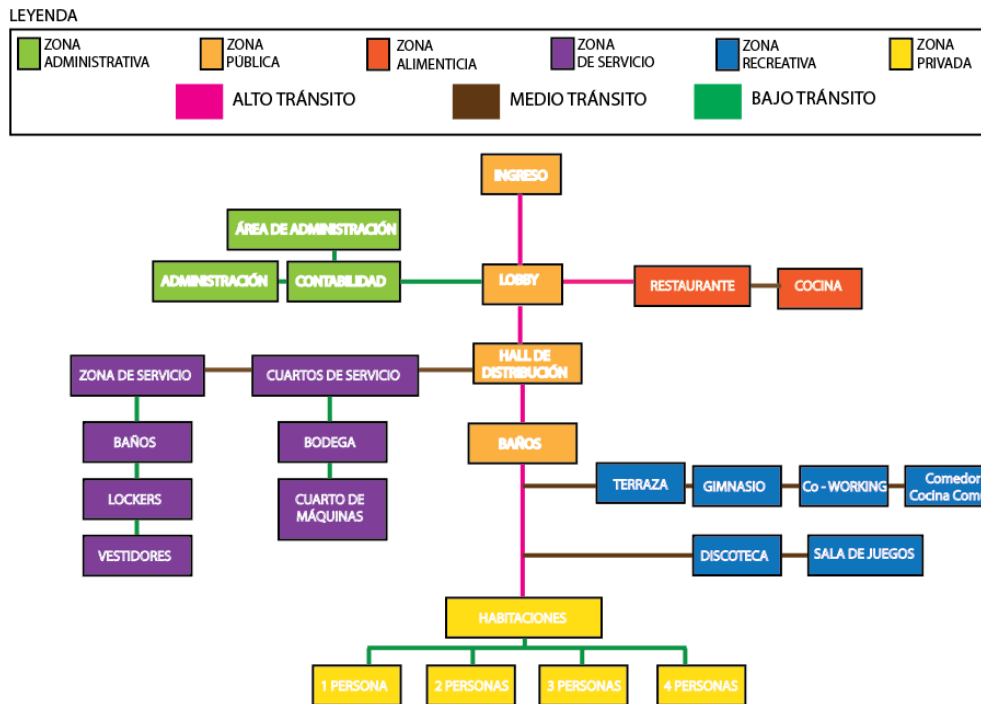 LEYENDA
ZONA
ADMINISTRATIVA
ZONA
PÚBLICA
ZONA
ALIMENTICIA
ZONA
DE SERVICIO
ZONA
RECREATIVA
ZONA
PRIVADA
ALTO TRÁNSITO
MEDIO TRÁNSITO
BAJO TRÁNSITO
INGRESO
ÁREA DE ADMINISTRACIÓN
ADMINISTRACIÓN
CONTABILIDAD
LOBBY
RESTAURANTE
COCINA
ZONA DE SERVICIO
CUARTOS DE SERVICIO
HALL DE
DISTRIBUCIÓN
BAÑOS
BODEGA
BAÑOS
LOCKERS
CUARTO DE
MÁQUINAS
VESTIDORES
TERRAZA
GIMNASIO
Co - WORKING
Comedor
Cocina
DISCOTECA
SALA DE JUEGOS
HABITACIONES
1 PERSONA
2 PERSONAS
3 PERSONAS
4 PERSONAS